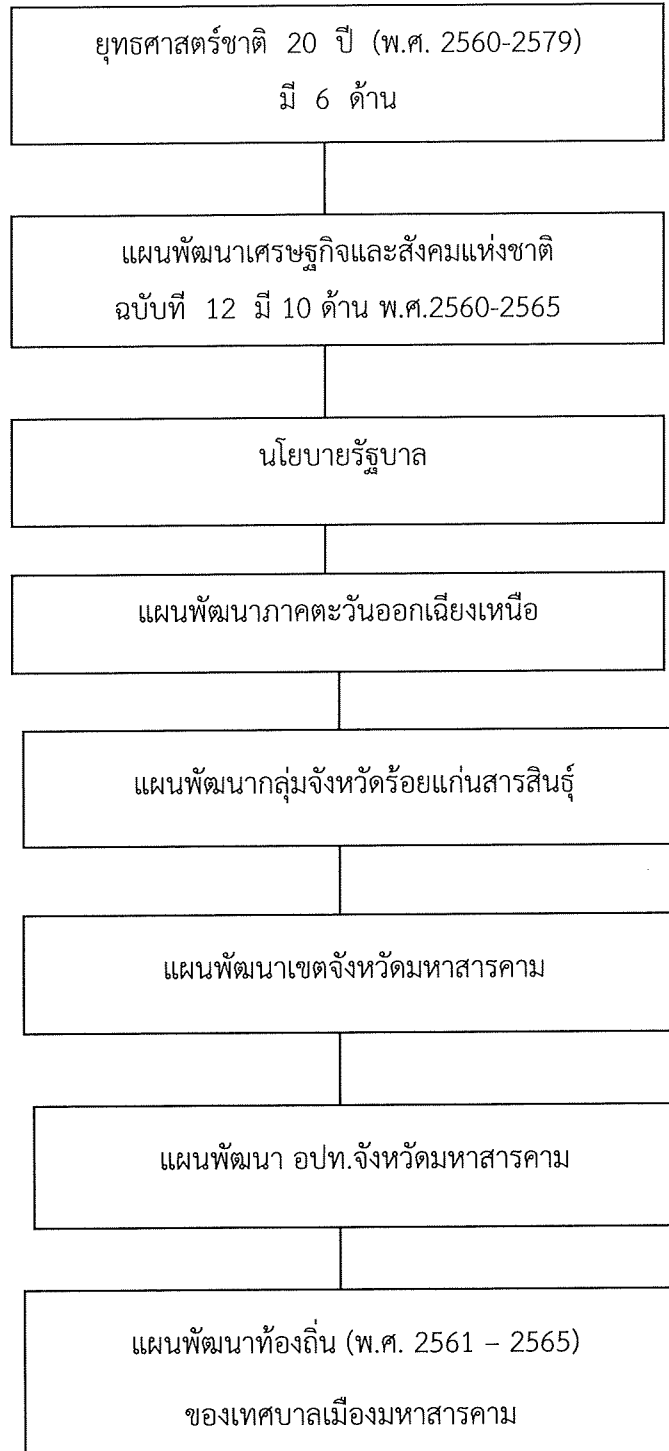 ยุทธศาสตร์ชาติ 20 ปี (พ.ศ. 2560-2579)
มี 6 ด้าน
แผนพัฒนาเศรษฐกิจและสังคมแห่งชาติ
ฉบับที่ 12 มี 10 ด้าน พ.ศ.2560-2565
นโยบายรัฐบาล
แผนพัฒนาภาคตะวันออกเฉียงเหนือ
แผนพัฒนากลุ่มจังหวัดร้อยแก่นสารสินธุ์
แผนพัฒนาเขตจังหวัดมหาสารคาม
แผนพัฒนา อปท.จังหวัดมหาสารคาม
แผนพัฒนาท้องถิ่น (พ.ศ. 2561 – 2565)
ของเทศบาลเมืองมหาสารคาม